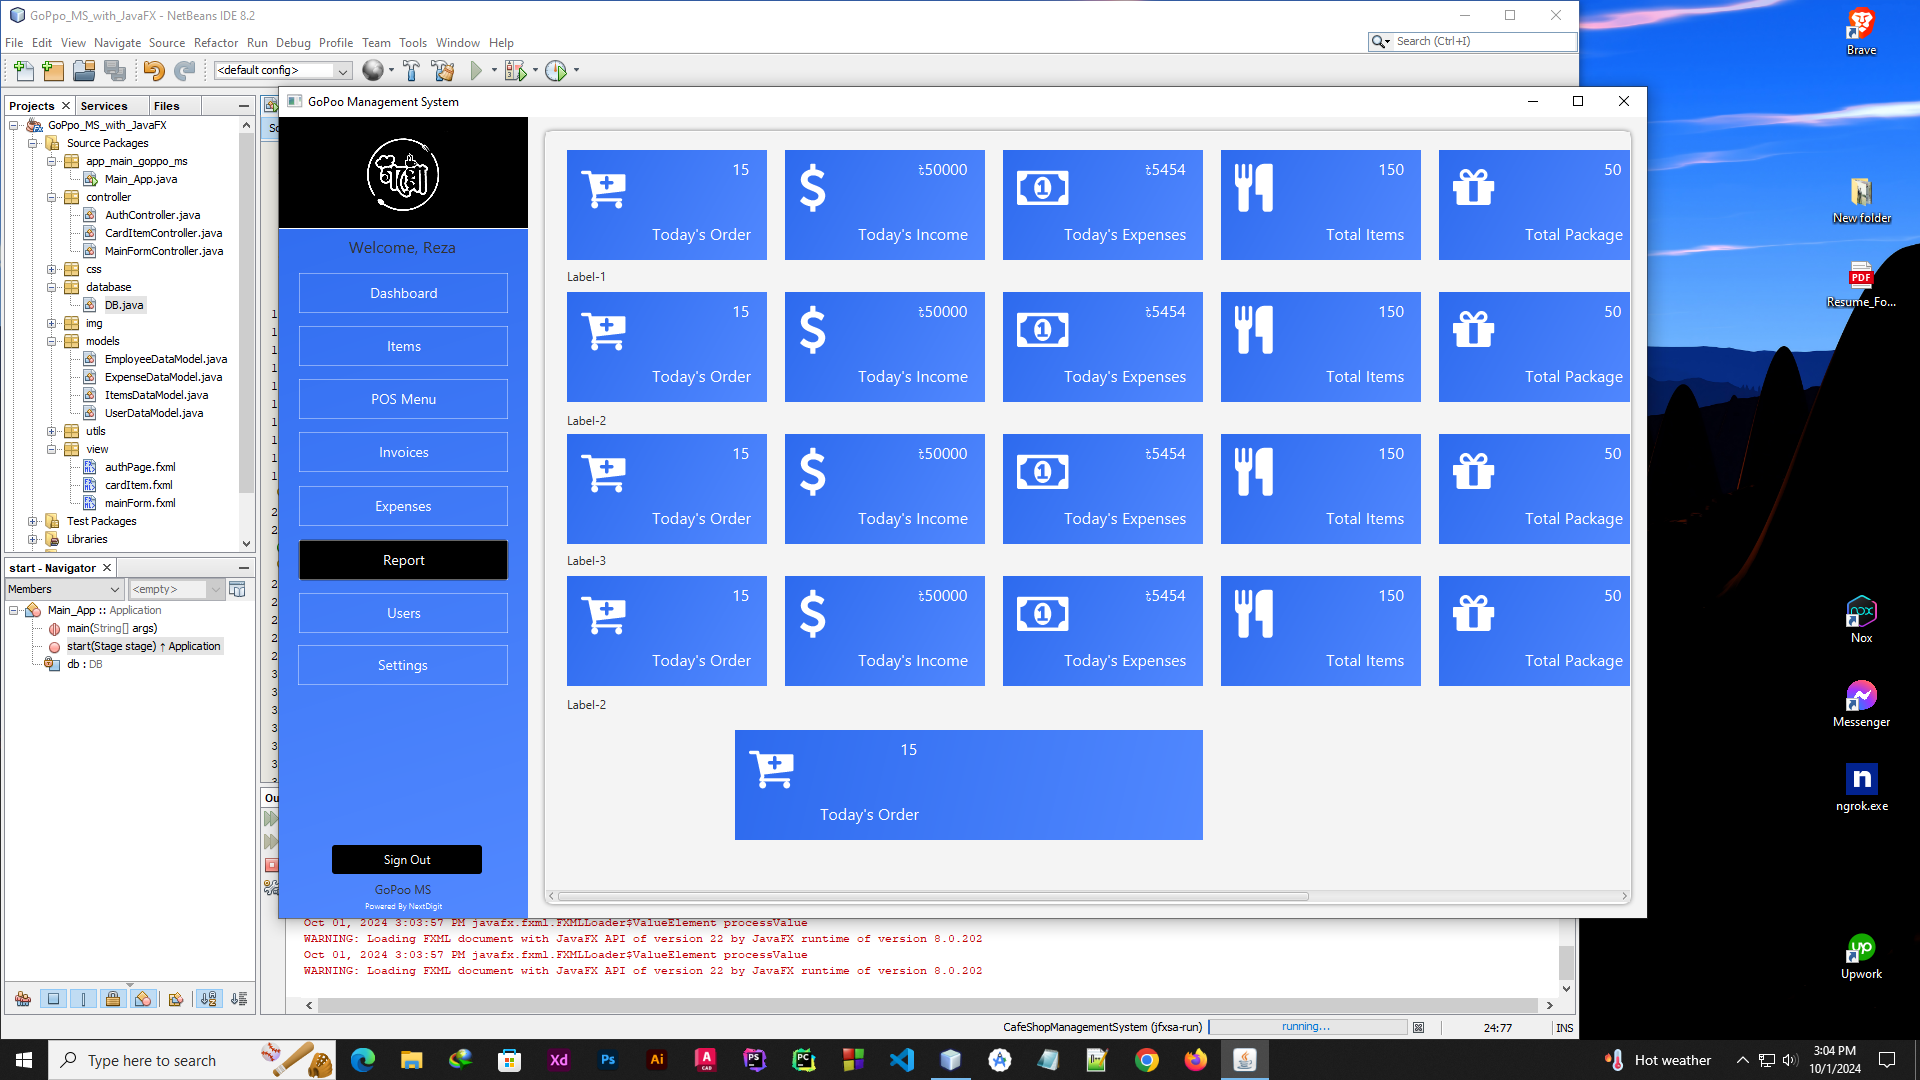 GoPpo_MS_with_JavaFX - NetBeans IDE 8.2
File Edit View Navigate Source Refactor Run Debug Profile Team Tools Window Help
Search (Ctrl+I)
<default config>
Projects
Services
Files
GoPpo_MS_with_JavaFX
Source Packages
app_main_goppo_ms
Main_App.java
controller
AuthController.java
CardItemController.java
MainFormController.java
css
database
DB.java
img
models
EmployeeDataModel.java
ExpenseDataModel.java
ItemsDataModel.java
UserDataModel.java
utils
view
authPage.fxml
cardItem.fxml
mainForm.fxml
Test Packages
Libraries
start - Navigator
Members
<empty>
Main_App :: Application
main(String[] args)
start(Stage stage) ↑ Application
db : DB
GoPoo Management System
Welcome, Reza
Dashboard
Items
POS Menu
Invoices
Expenses
Report
Users
Settings
Sign Out
GoPoo MS
Powered By NextDigit
15 ৳50000 ৳5454 150 50
Today's Order Today's Income Today's Expenses Total Items Total Package
Label-1
15 ৳50000 ৳5454 150 50
Today's Order Today's Income Today's Expenses Total Items Total Package
Label-2
15 ৳50000 ৳5454 150 50
Today's Order Today's Income Today's Expenses Total Items Total Package
Label-3
15 ৳50000 ৳5454 150 50
Today's Order Today's Income Today's Expenses Total Items Total Package
Label-2
15
Today's Order
Oct 01, 2024 3:03:57 PM javafx.fxml.FXMLLoader$ValueElement processValue
WARNING: Loading FXML document with JavaFX API of version 22 by JavaFX runtime of version 8.0.202
Oct 01, 2024 3:03:57 PM javafx.fxml.FXMLLoader$ValueElement processValue
WARNING: Loading FXML document with JavaFX API of version 22 by JavaFX runtime of version 8.0.202
CafeShopManagementSystem (jfxsa-run)
running...
24:77
INS
Brave
New folder
PDF
Resume_Fo...
nox
Nox
Messenger
n
ngrok.exe
up
Upwork
Type here to search
Xd
Ps
Ai
A
CAD
PS
PC
Hot weather
3:04 PM
10/1/2024